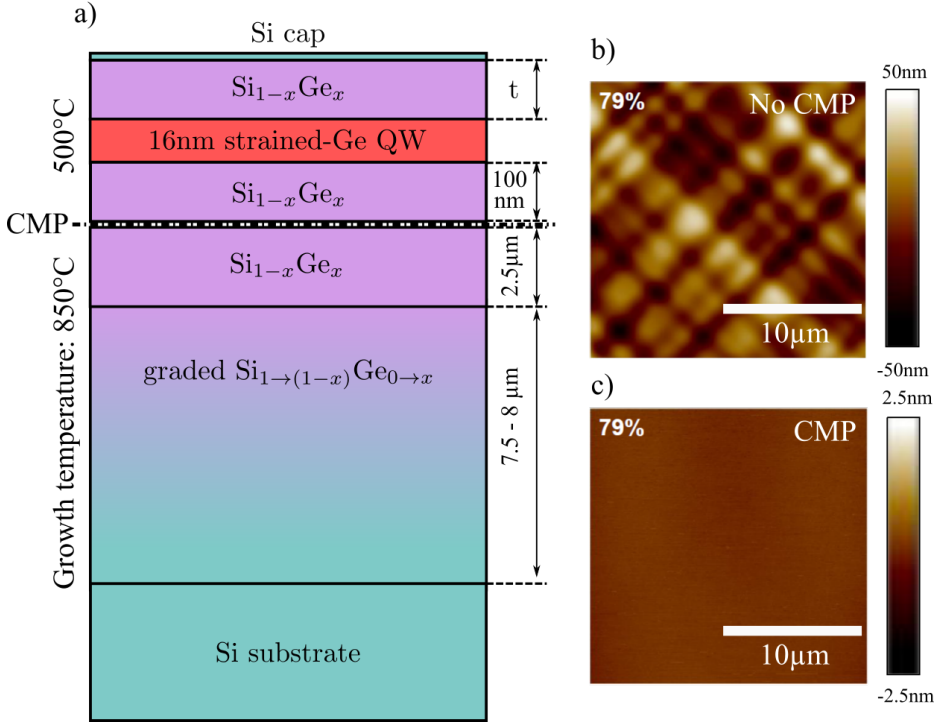 a)
Si cap
Si₁₋ₓGeₓ
t
16nm strained-Ge QW
500°C
Si₁₋ₓGeₓ
100
nm
CMP
Si₁₋ₓGeₓ
2.5µm
graded Si₁→₍₁₋ₓ₎Ge₀→ₓ
7.5 - 8 µm
Growth temperature: 850°C
Si substrate
b)
79%
No CMP
10µm
50nm
-50nm
c)
79%
CMP
10µm
2.5nm
-2.5nm